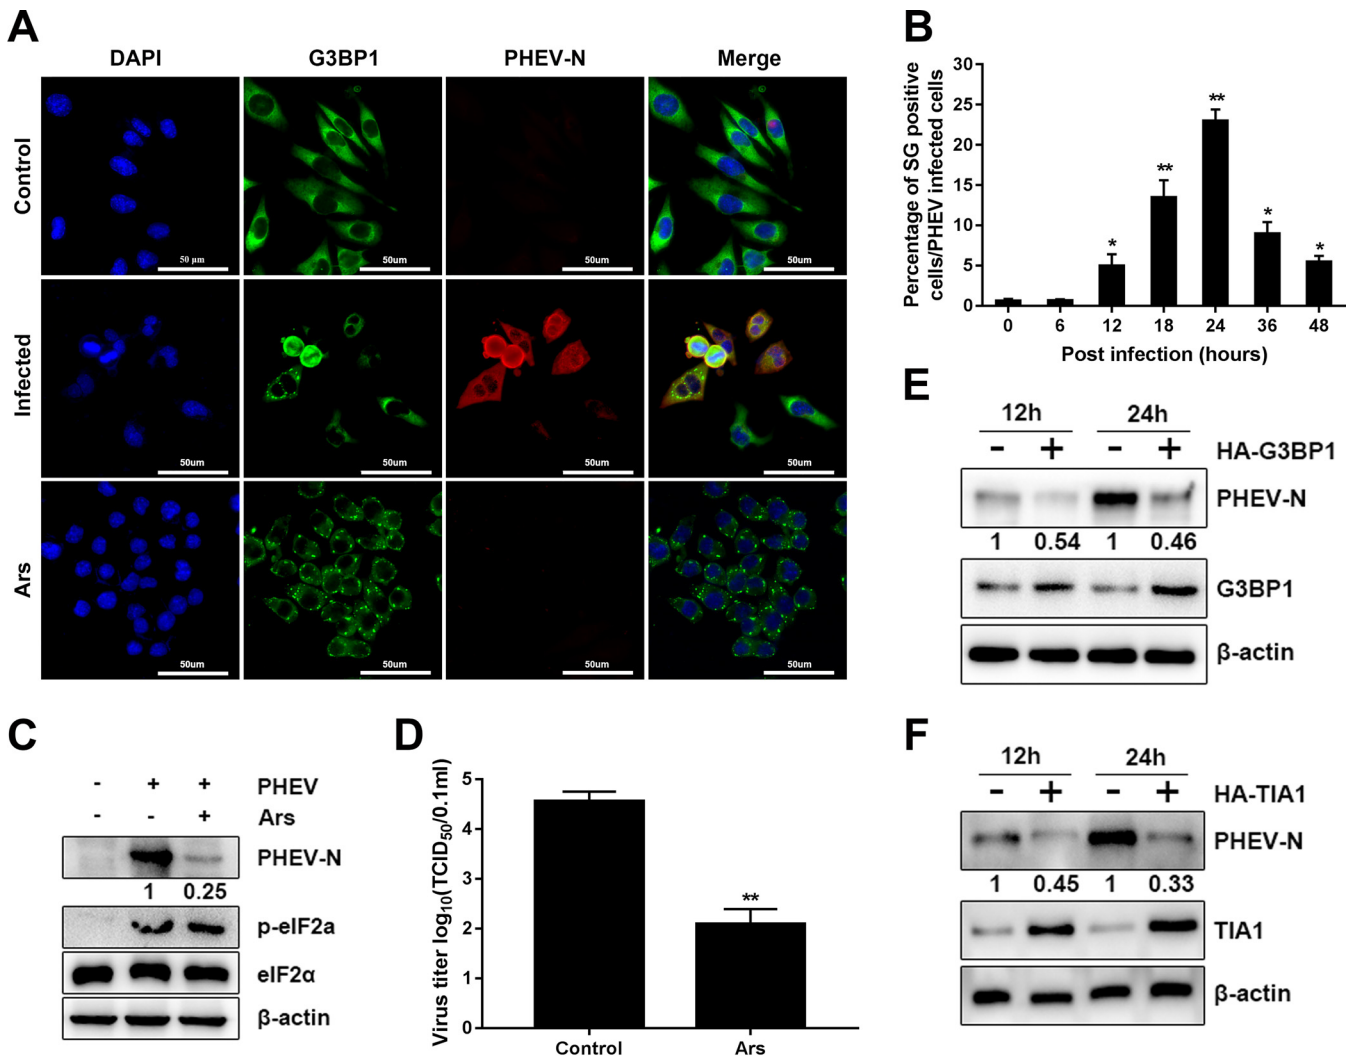 A
DAPI G3BP1 PHEV-N Merge
Control
50 μm 50um 50um 50um
Infected
50um 50um 50um 50um
Ars
50um 50um 50um 50um
B
Percentage of SG positive
cells/PHEV infected cells
30
25
20
15
10
5
0
* ** ** * *
0 6 12 18 24 36 48
Post infection (hours)
C
- + + PHEV
- - + Ars
PHEV-N
1 0.25
p-eIF2a
eIF2α
β-actin
D
Virus titer log10(TCID50/0.1ml)
5
4
3
2
1
0
**
Control Ars
E
12h 24h
- + - + HA-G3BP1
PHEV-N
1 0.54 1 0.46
G3BP1
β-actin
F
12h 24h
- + - + HA-TIA1
PHEV-N
1 0.45 1 0.33
TIA1
β-actin